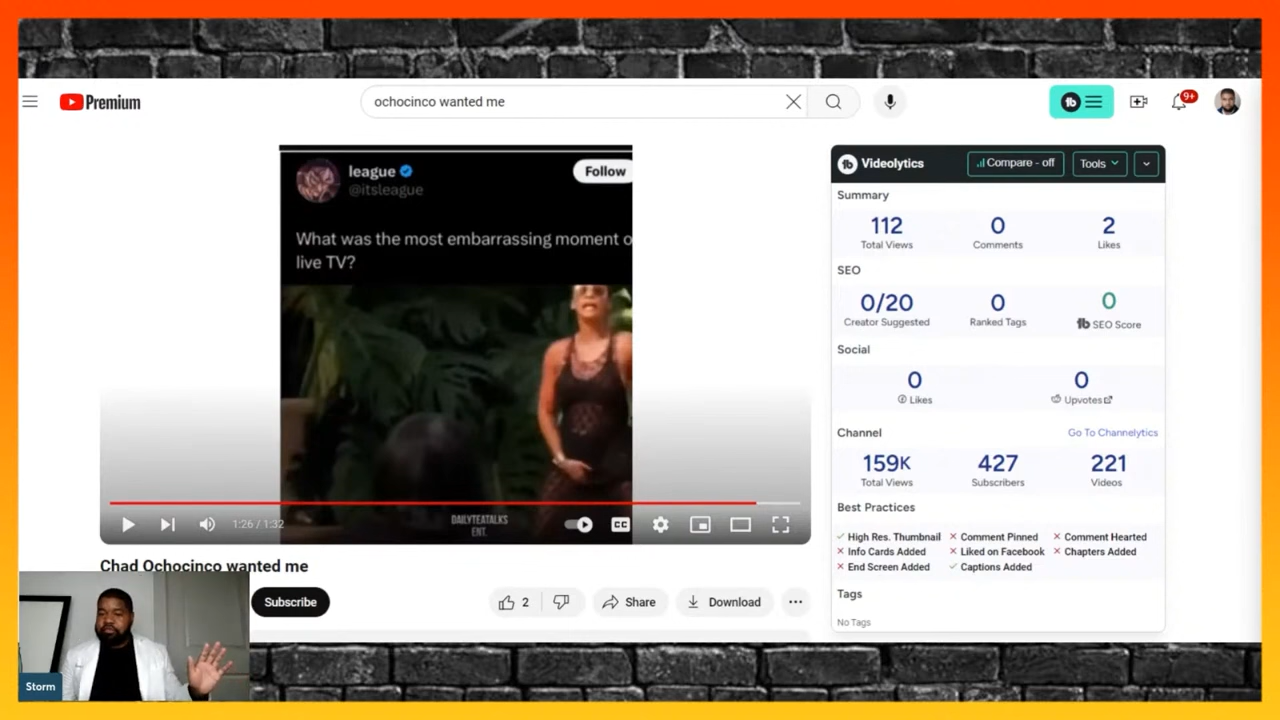 Premium
ochocinco wanted me
tb
9+
league
@itsleague
Follow
What was the most embarrassing moment o
live TV?
DAILYTEATALKS
ENT.
1:26 / 1:32
CC
Chad Ochocinco wanted me
Subscribe
2
Share
Download
Storm
tb Videolytics
Compare - off
Tools
Summary
112 0 2
Total Views Comments Likes
SEO
0/20 0 0
Creator Suggested Ranked Tags tb SEO Score
Social
0 0
Likes Upvotes
Channel Go To Channelytics
159K 427 221
Total Views Subscribers Videos
Best Practices
High Res. Thumbnail Comment Pinned Comment Hearted
Info Cards Added Liked on Facebook Chapters Added
End Screen Added Captions Added
Tags
No Tags